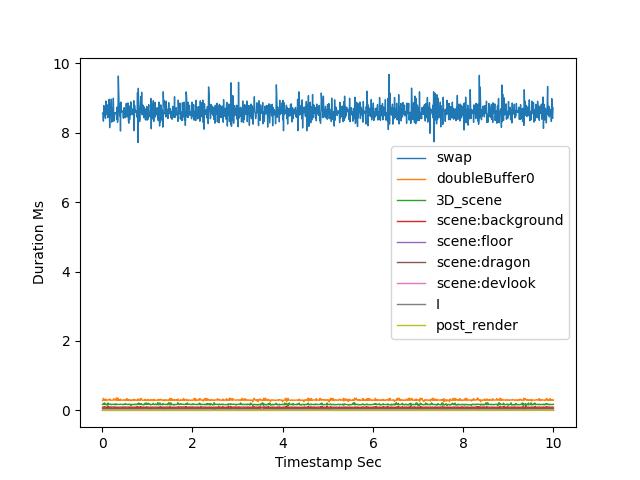 10
8
6
4
2
0
Duration Ms
swap
doubleBuffer0
3D_scene
scene:background
scene:floor
scene:dragon
scene:devlook
I
post_render
0 2 4 6 8 10
Timestamp Sec